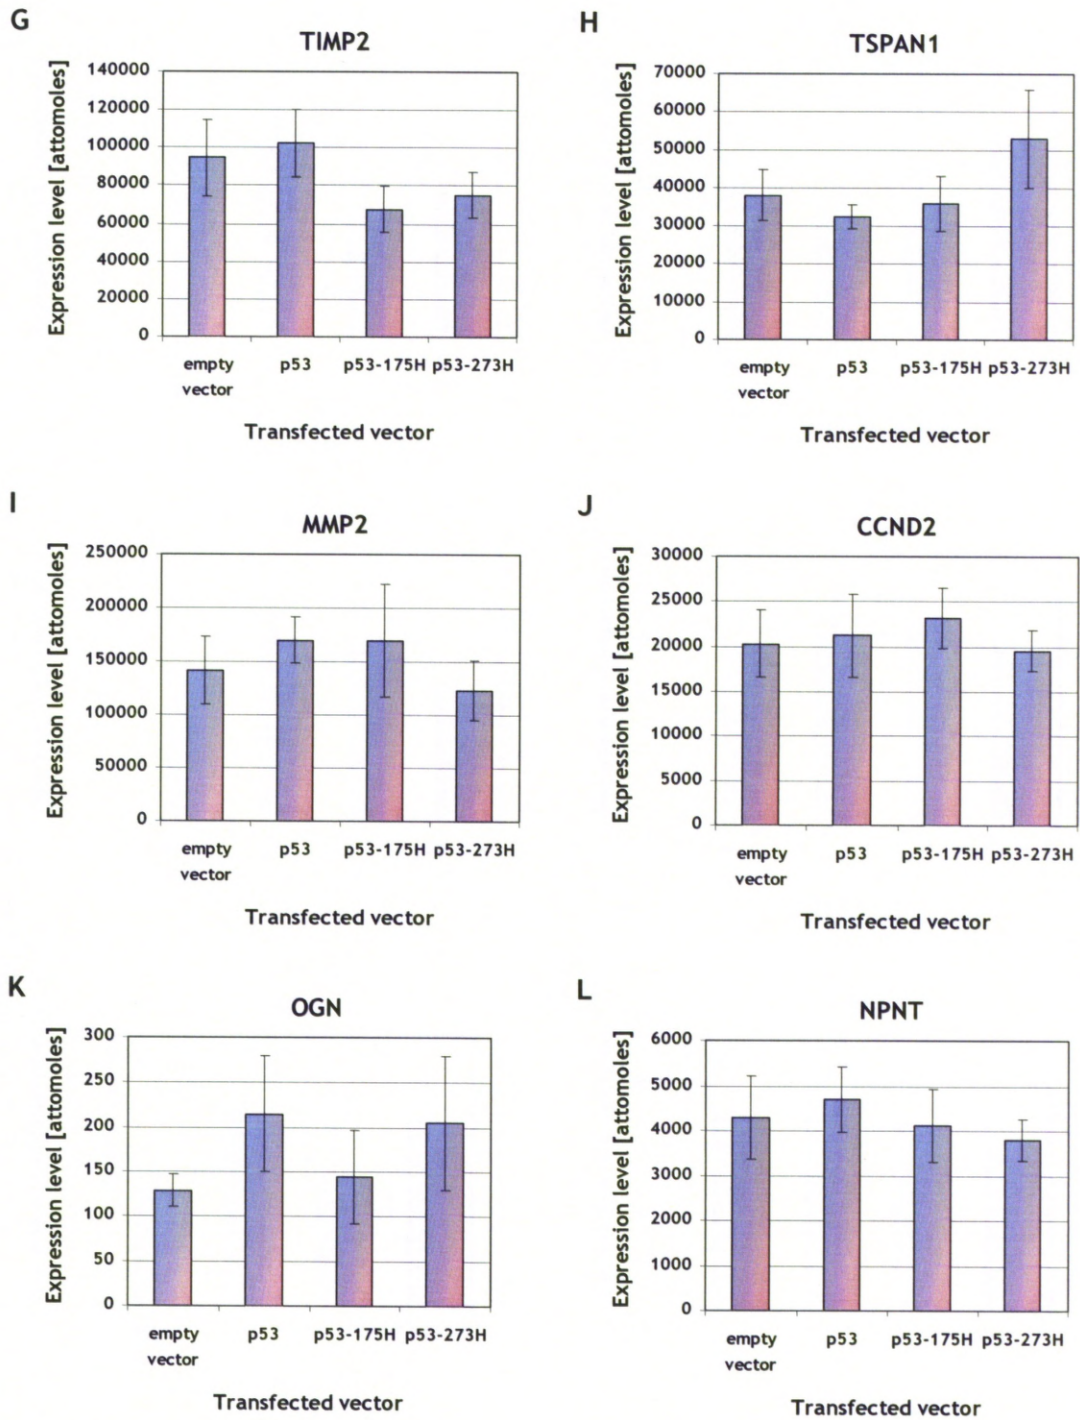 G
TIMP2
Expression level [attomoles]
140000
120000
100000
80000
60000
40000
20000
0
empty vector
p53
p53-175H
p53-273H
Transfected vector
H
TSPAN1
Expression level [attomoles]
70000
60000
50000
40000
30000
20000
10000
0
empty vector
p53
p53-175H
p53-273H
Transfected vector
I
MMP2
Expression level [attomoles]
250000
200000
150000
100000
50000
0
empty vector
p53
p53-175H
p53-273H
Transfected vector
J
CCND2
Expression level [attomoles]
30000
25000
20000
15000
10000
5000
0
empty vector
p53
p53-175H
p53-273H
Transfected vector
K
OGN
Expression level [attomoles]
300
250
200
150
100
50
0
empty vector
p53
p53-175H
p53-273H
Transfected vector
L
NPNT
Expression level [attomoles]
6000
5000
4000
3000
2000
1000
0
empty vector
p53
p53-175H
p53-273H
Transfected vector